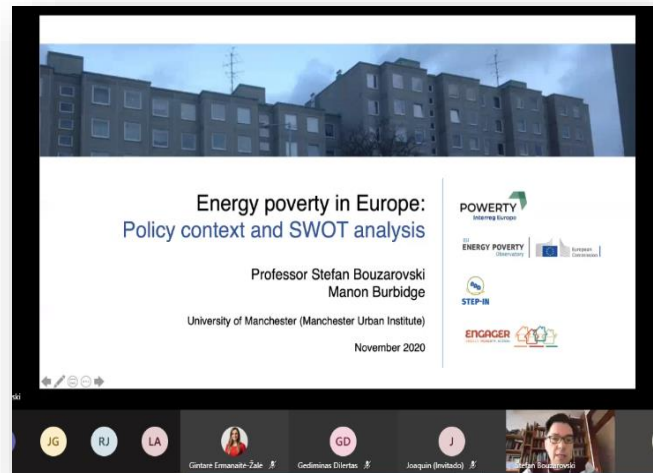 Energy poverty in Europe:
Policy context and SWOT analysis
Professor Stefan Bouzarovski
Manon Burbidge
University of Manchester (Manchester Urban Institute)
November 2020
POWERTY
Interreg Europe
EU
ENERGY POVERTY
Observatory
European
Commission
STEP-IN
ENGAGER
ski
JG
RJ
LA
GD
J
Gintare Ermanaite-Žale
Gediminas Dilertas
Joaquin (Invitado)
Stefan Bouzarovski